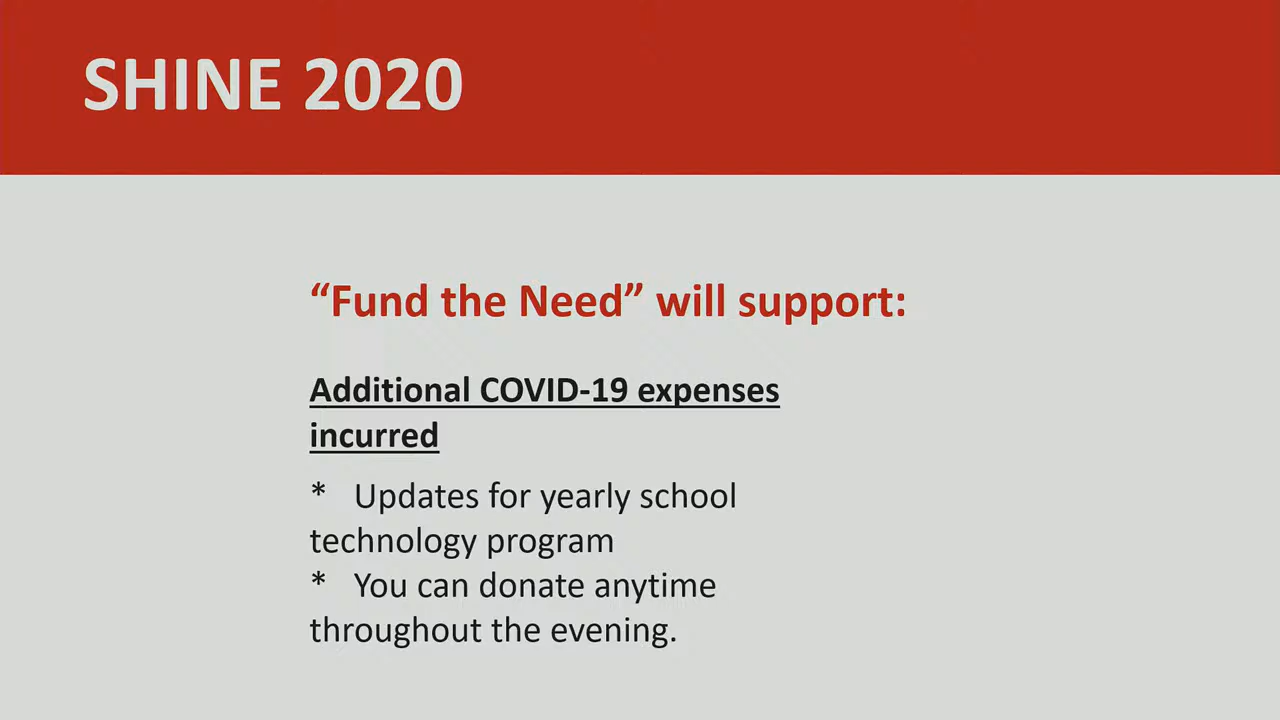 SHINE 2020
“Fund the Need” will support:
Additional COVID-19 expenses
incurred
* Updates for yearly school
technology program
* You can donate anytime
throughout the evening.